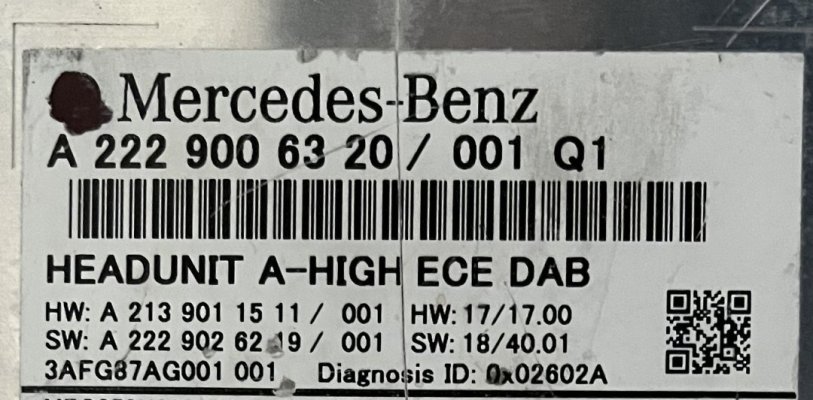 Mercedes-Benz
A 222 900 63 20 / 001 Q1
HEADUNIT A-HIGH ECE DAB
HW: A 213 901 15 11 / 001 HW: 17/17.00
SW: A 222 902 62 19 / 001 SW: 18/40.01
3AFG87AG001 001 Diagnosis ID: 0x02602A